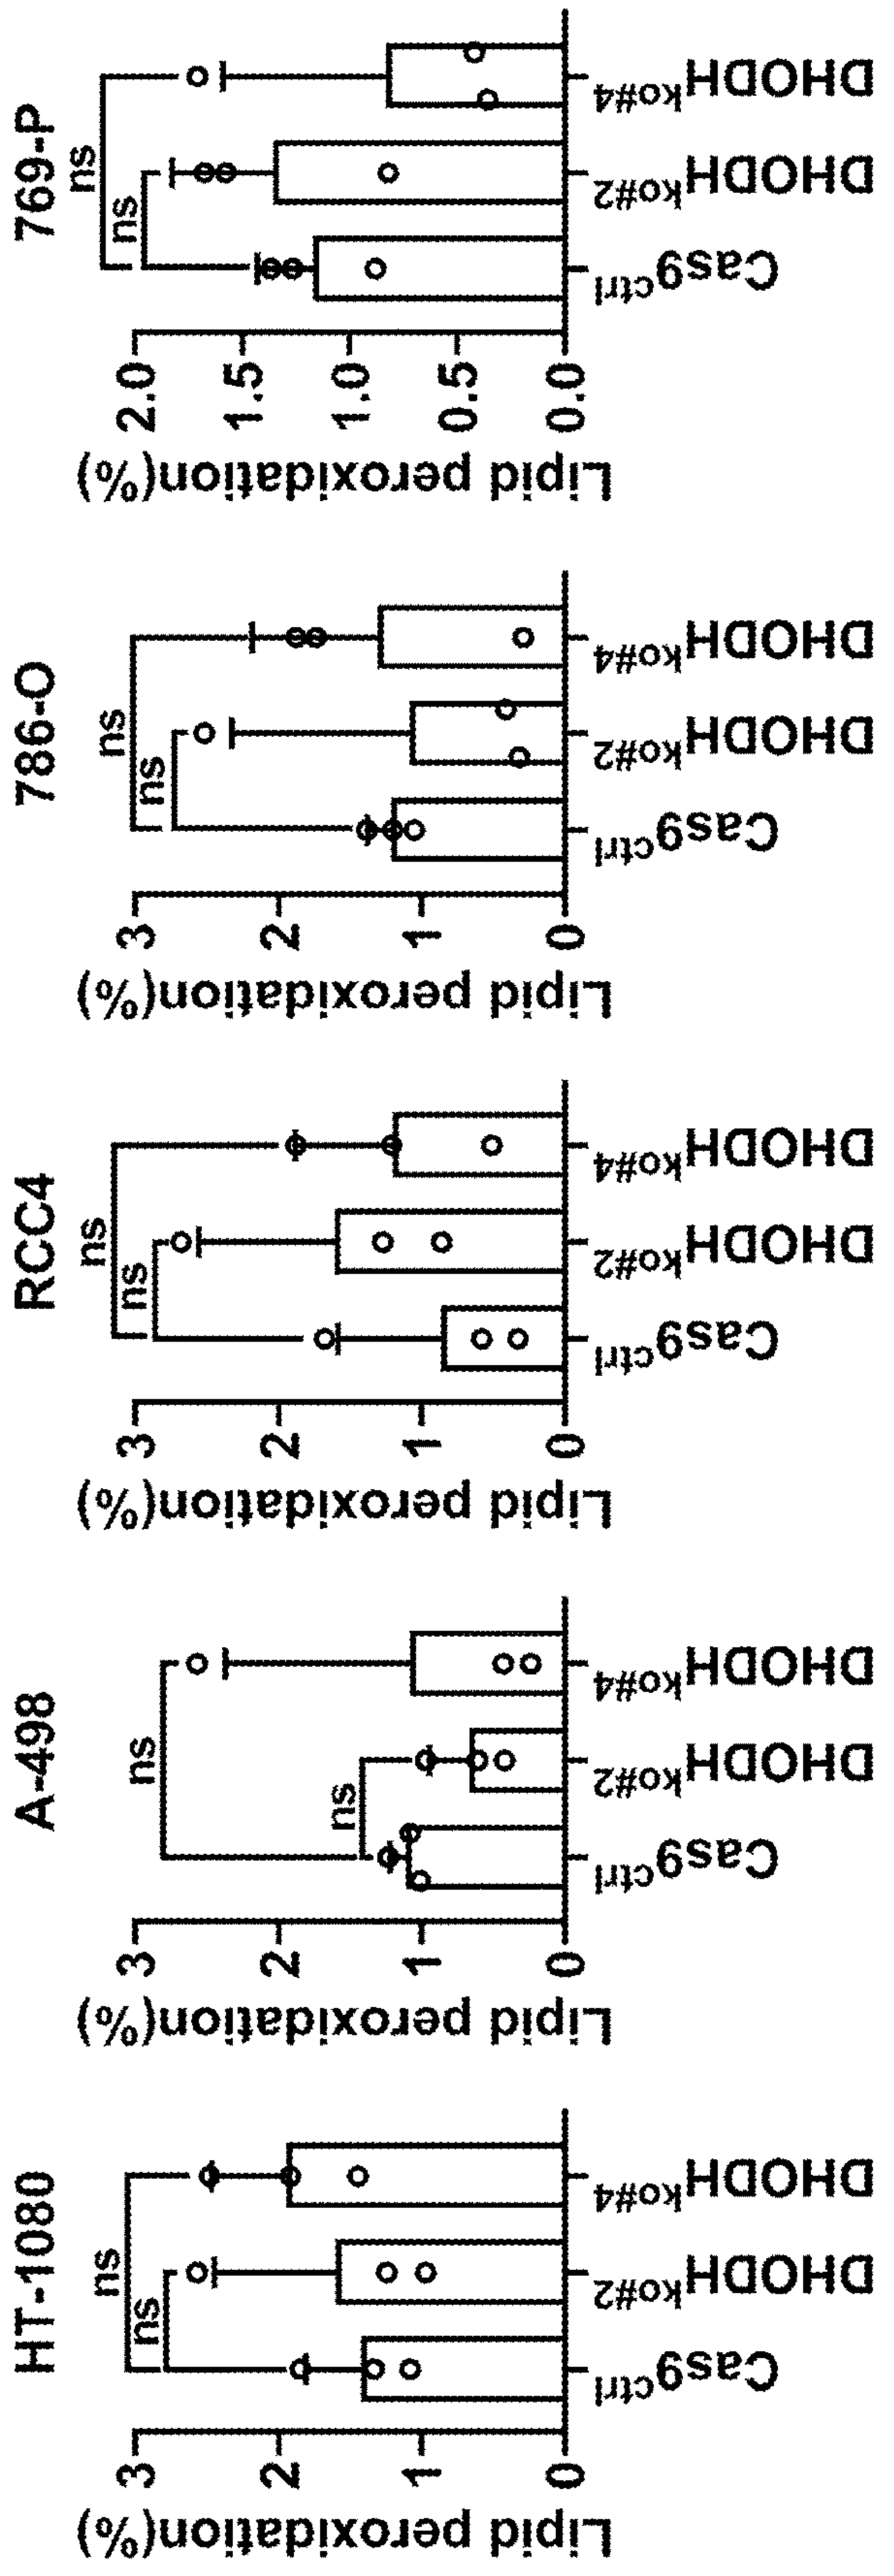 HT-1080
Lipid peroxidation(%)
3
2
1
0
ns
ns
Cas9ctrl
DHODHko#2
DHODHko#4
A-498
Lipid peroxidation(%)
3
2
1
0
ns
ns
Cas9ctrl
DHODHko#2
DHODHko#4
RCC4
Lipid peroxidation(%)
3
2
1
0
ns
ns
Cas9ctrl
DHODHko#2
DHODHko#4
786-O
Lipid peroxidation(%)
3
2
1
0
ns
ns
Cas9ctrl
DHODHko#2
DHODHko#4
769-P
Lipid peroxidation(%)
2.0
1.5
1.0
0.5
0.0
ns
ns
Cas9ctrl
DHODHko#2
DHODHko#4